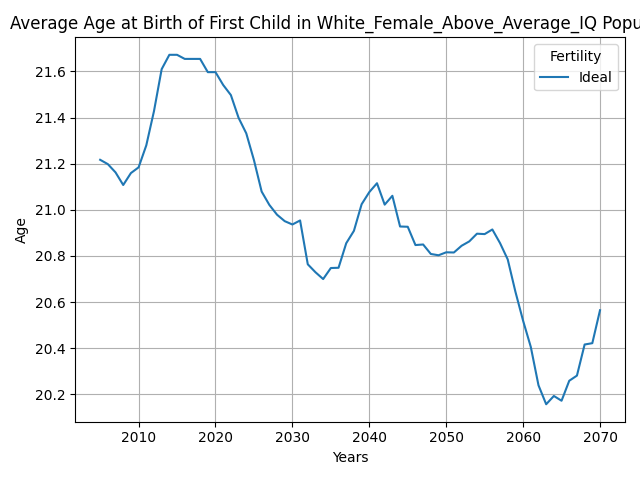 Average Age at Birth of First Child in White_Female_Above_Average_IQ Popu
Fertility
Ideal
21.6
21.4
21.2
21.0
20.8
20.6
20.4
20.2
Age
2010 2020 2030 2040 2050 2060 2070
Years